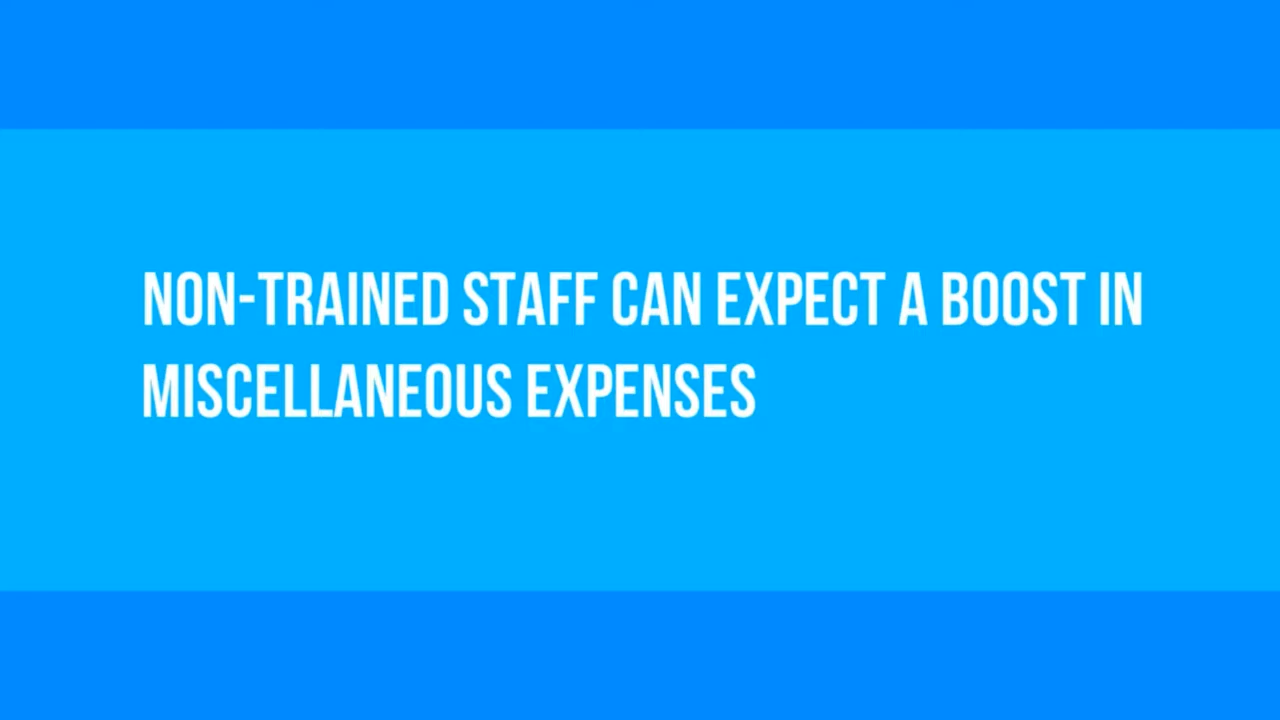 NON-TRAINED STAFF CAN EXPECT A BOOST IN
MISCELLANEOUS EXPENSES